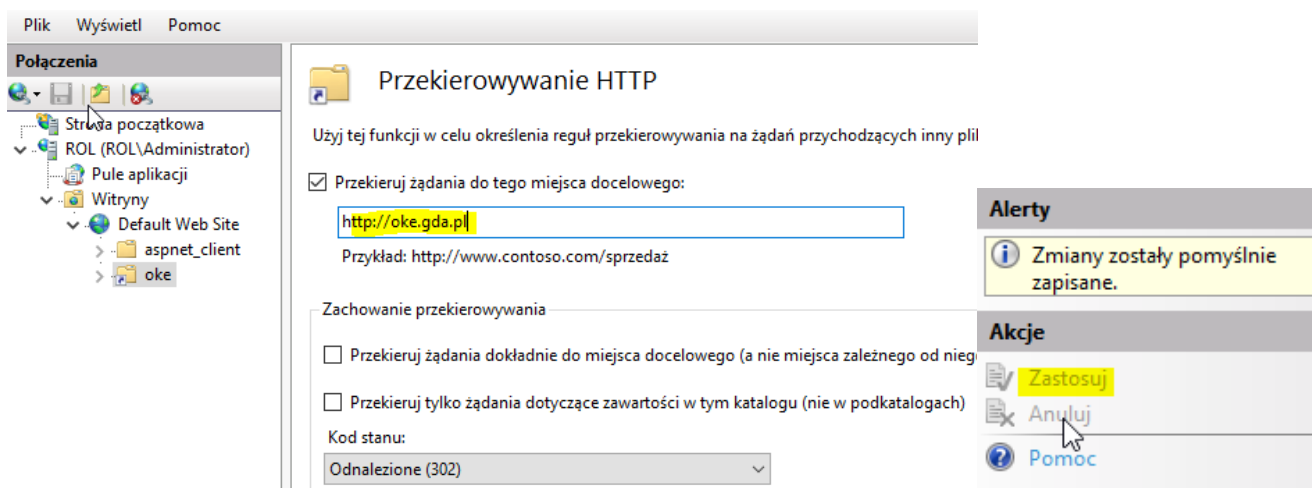 Plik Wyświetl Pomoc
Połączenia
Strona początkowa
ROL (ROL\Administrator)
Pule aplikacji
Witryny
Default Web Site
aspnet_client
oke
Przekierowywanie HTTP
Użyj tej funkcji w celu określenia reguł przekierowywania na żądań przychodzących inny pli
Przekieruj żądania do tego miejsca docelowego:
http://oke.gda.pl
Przykład: http://www.contoso.com/sprzedaż
Zachowanie przekierowywania
Przekieruj żądania dokładnie do miejsca docelowego (a nie miejsca zależnego od nieg
Przekieruj tylko żądania dotyczące zawartości w tym katalogu (nie w podkatalogach)
Kod stanu:
Odnalezione (302)
Alerty
Zmiany zostały pomyślnie
zapisane.
Akcje
Zastosuj
Anuluj
Pomoc